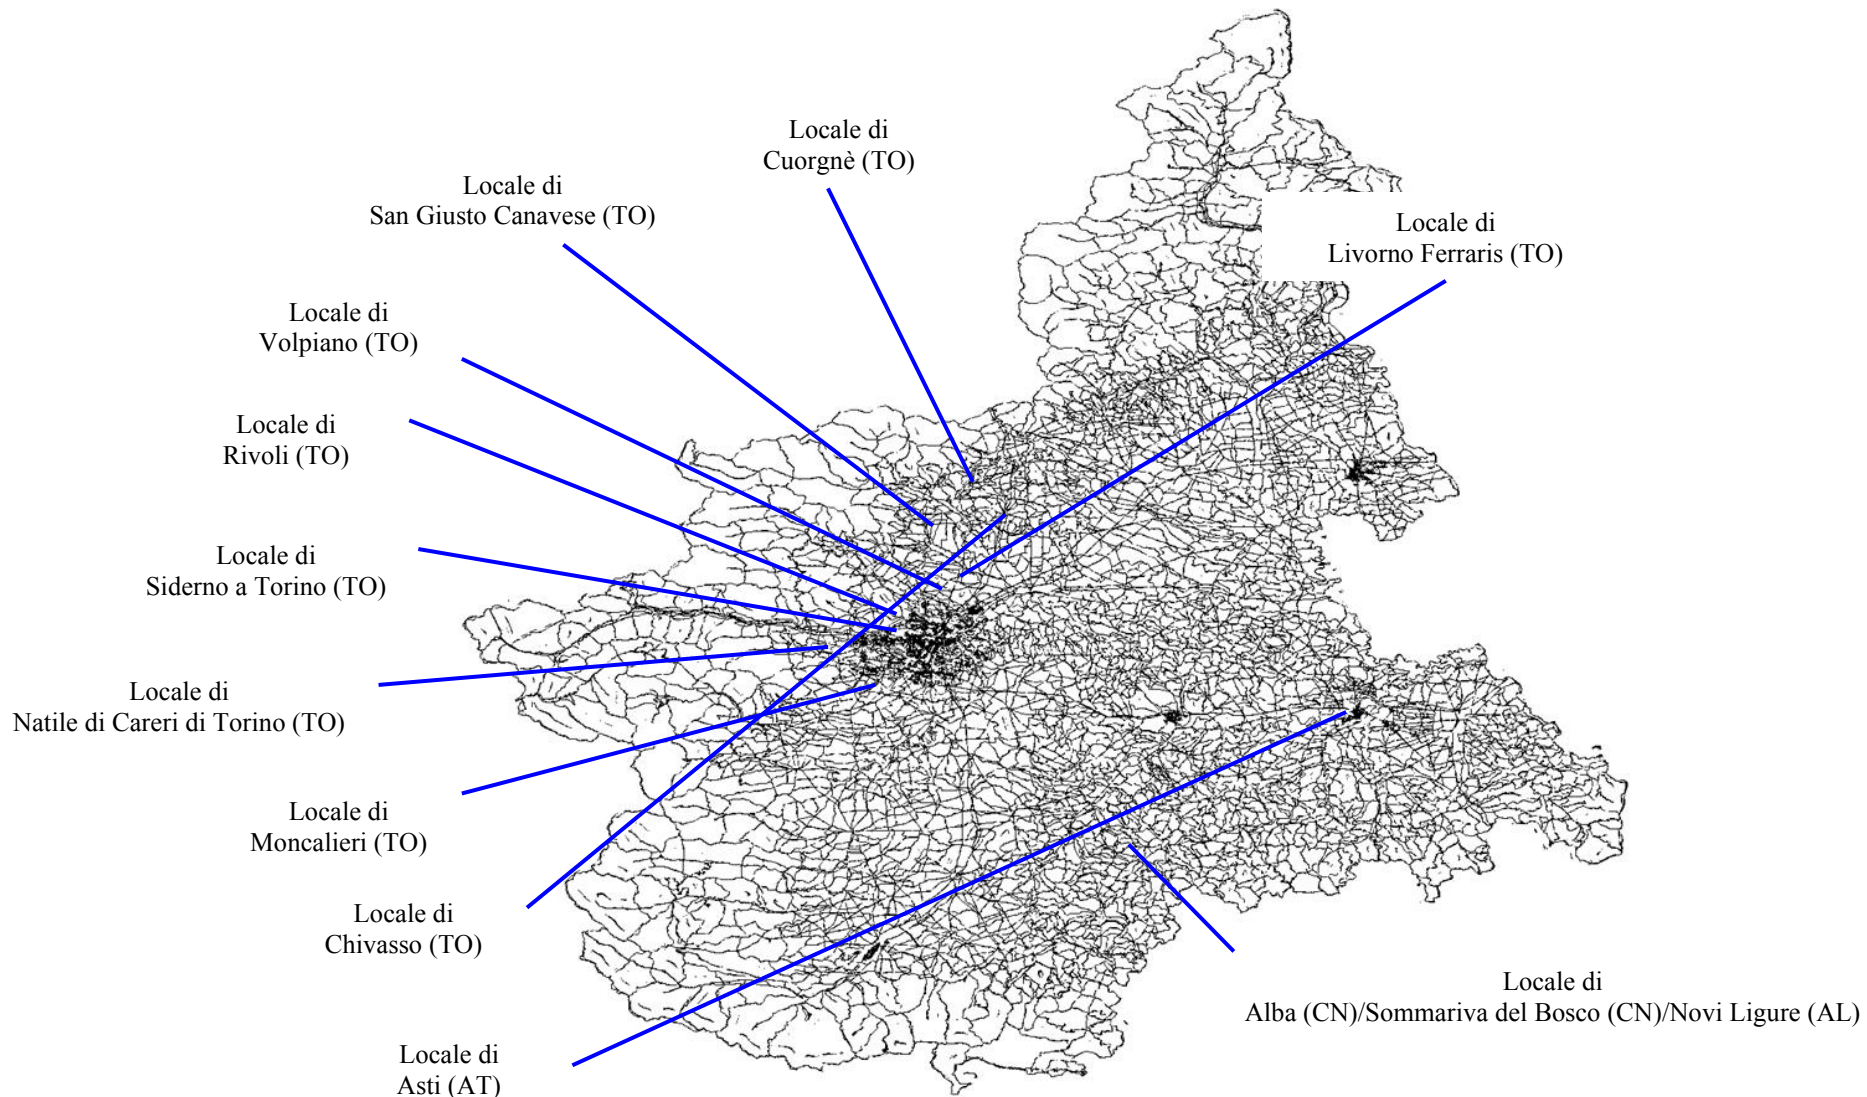 Locale di
Cuorgnè (TO)
Locale di
San Giusto Canavese (TO)
Locale di
Livorno Ferraris (TO)
Locale di
Volpiano (TO)
Locale di
Rivoli (TO)
Locale di
Siderno a Torino (TO)
Locale di
Natile di Careri di Torino (TO)
Locale di
Moncalieri (TO)
Locale di
Chivasso (TO)
Locale di
Alba (CN)/Sommariva del Bosco (CN)/Novi Ligure (AL)
Locale di
Asti (AT)